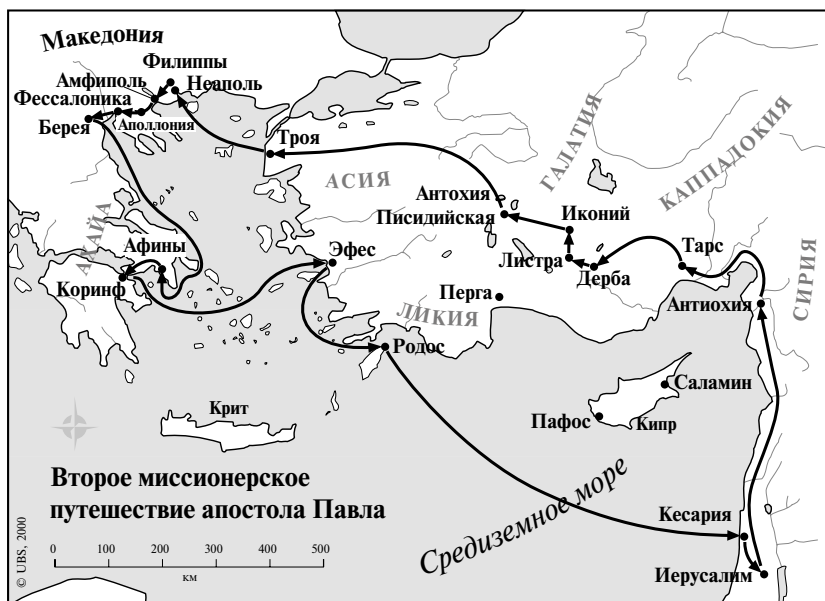 Македония
Филиппы
Амфиполь
Неаполь
Фессалоника
Аполлония
Берея
Троя
ГАЛАТИЯ
КАППАДОКИЯ
АСИЯ
Антохия
Писидийская
Иконий
АХАЙА
Афины
Эфес
Листра
Дерба
Тарс
СИРИЯ
Коринф
Перга
ЛИКИЯ
Антиохия
Родос
Саламин
Крит
Пафос
Кипр
Второе миссионерское
путешествие апостола Павла
Средиземное море
Кесария
Иерусалим
© UBS, 2000
0 100 200 300 400 500
км